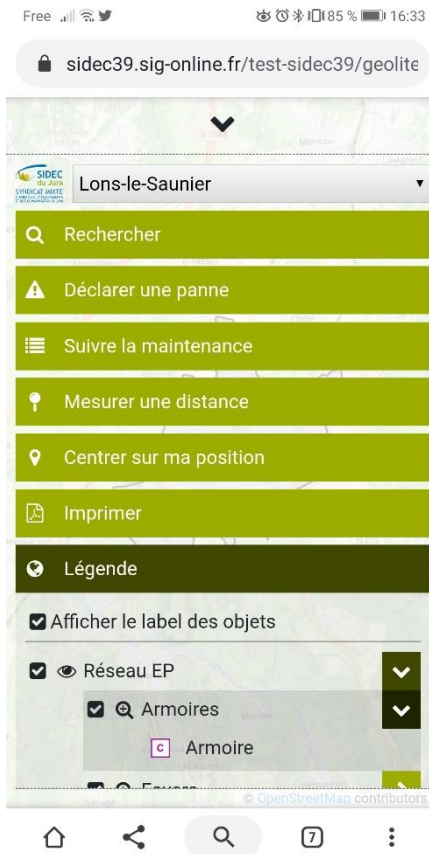 Free 85 % 16:33
sidec39.sig-online.fr/test-sidec39/geolite
SIDEC
du Jura
SYNDICAT MIXTE
Lons-le-Saunier
Rechercher
Déclarer une panne
Suivre la maintenance
Mesurer une distance
Centrer sur ma position
Imprimer
Légende
Afficher le label des objets
Réseau EP
Armoires
C Armoire
© OpenStreetMap contributors
7